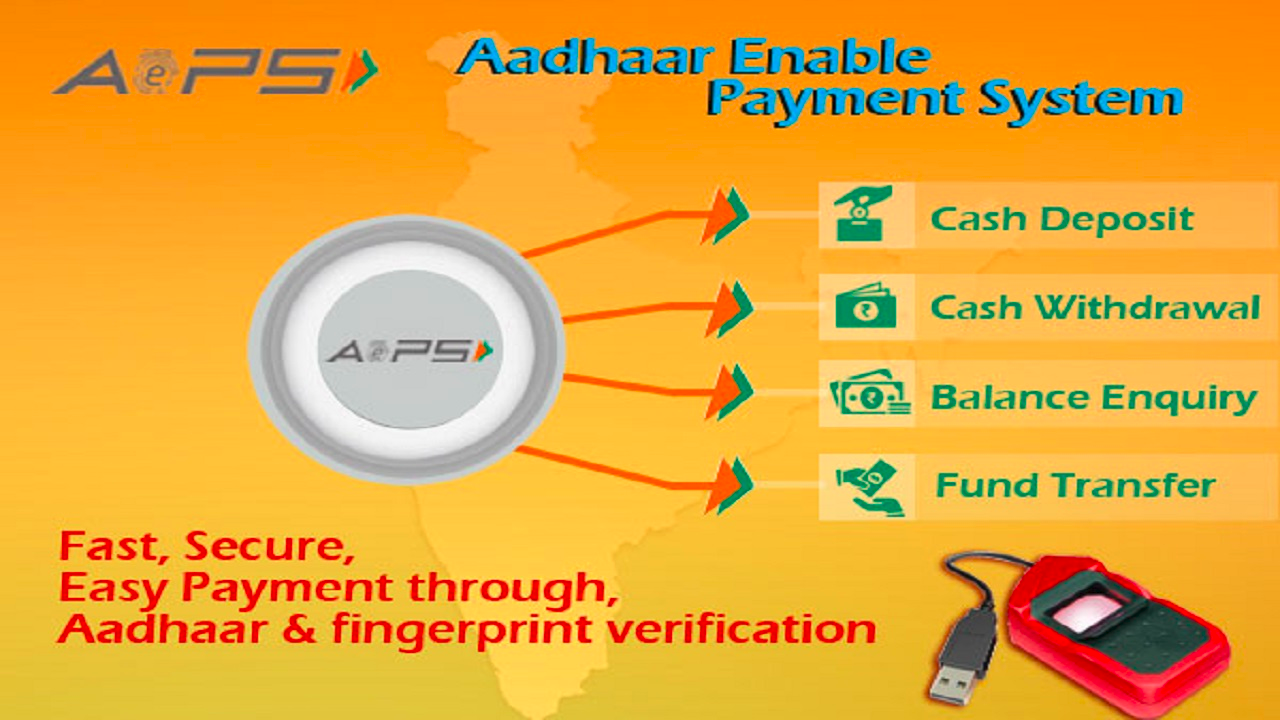 AePS
Aadhaar Enable
Payment System
Cash Deposit
Cash Withdrawal
AePS
Balance Enquiry
Fund Transfer
Fast, Secure,
Easy Payment through,
Aadhaar & fingerprint verification